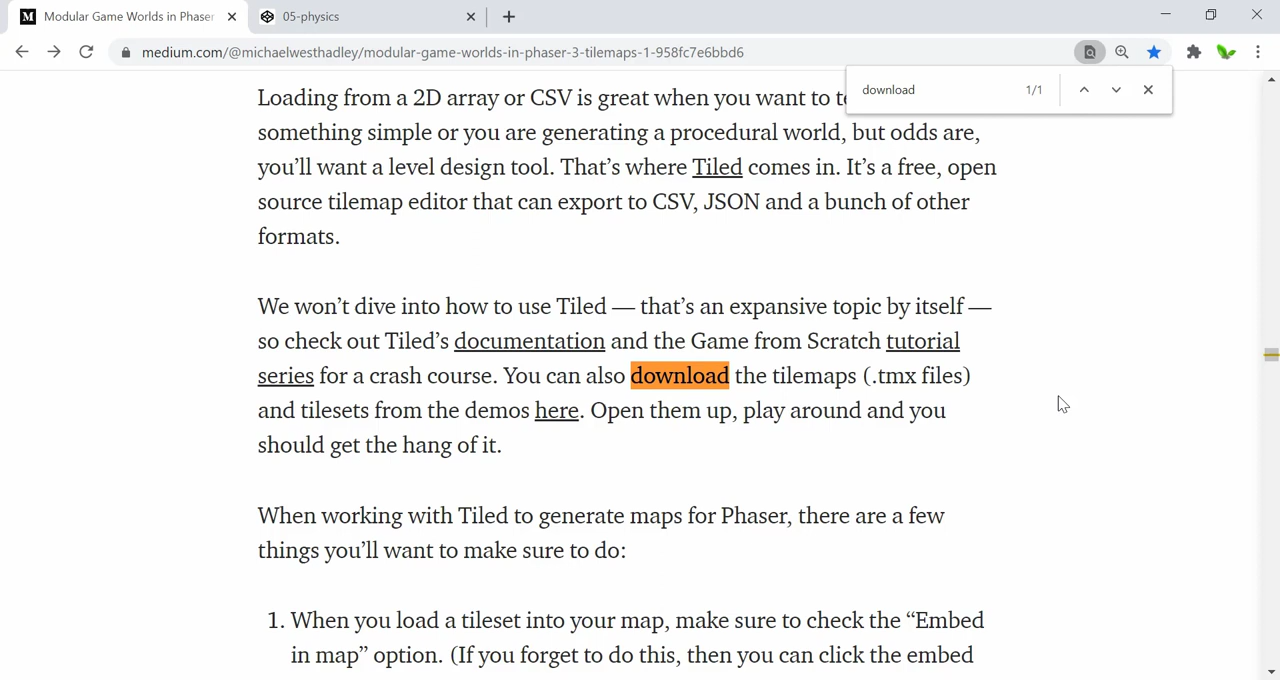 Modular Game Worlds in Phaser
05-physics
medium.com/@michaelwesthadley/modular-game-worlds-in-phaser-3-tilemaps-1-958fc7e6bbd6
download 1/1
Loading from a 2D array or CSV is great when you want to te
something simple or you are generating a procedural world, but odds are,
you’ll want a level design tool. That’s where Tiled comes in. It’s a free, open
source tilemap editor that can export to CSV, JSON and a bunch of other
formats.
We won’t dive into how to use Tiled — that’s an expansive topic by itself —
so check out Tiled’s documentation and the Game from Scratch tutorial
series for a crash course. You can also download the tilemaps (.tmx files)
and tilesets from the demos here. Open them up, play around and you
should get the hang of it.
When working with Tiled to generate maps for Phaser, there are a few
things you’ll want to make sure to do:
1. When you load a tileset into your map, make sure to check the “Embed
in map” option. (If you forget to do this, then you can click the embed